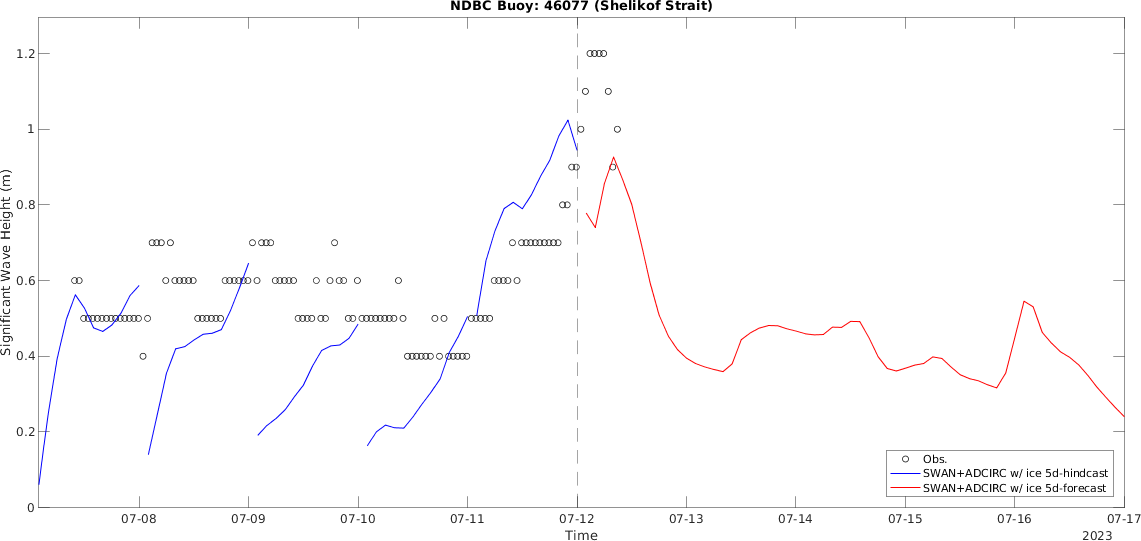 NDBC Buoy: 46077 (Shelikof Strait)
Significant Wave Height (m)
1.2
1
0.8
0.6
0.4
0.2
0
Obs.
SWAN+ADCIRC w/ ice 5d-hindcast
SWAN+ADCIRC w/ ice 5d-forecast
07-08 07-09 07-10 07-11 07-12 07-13 07-14 07-15 07-16 07-17
Time
2023